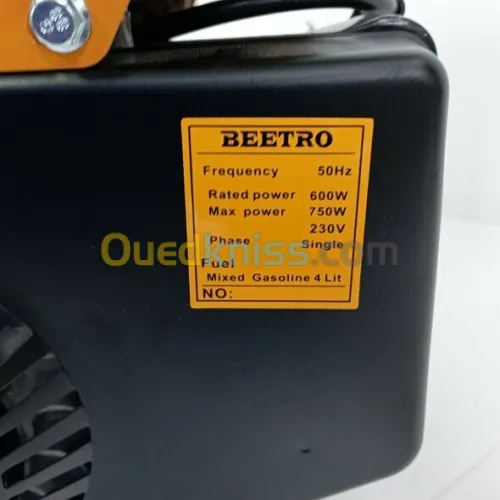 BEETRO
Frequency 50Hz
Rated power 600W
Max power 750W
230V
Phase Single
Fuel
Mixed Gasoline 4 Lit
NO:
Ouedkniss.com